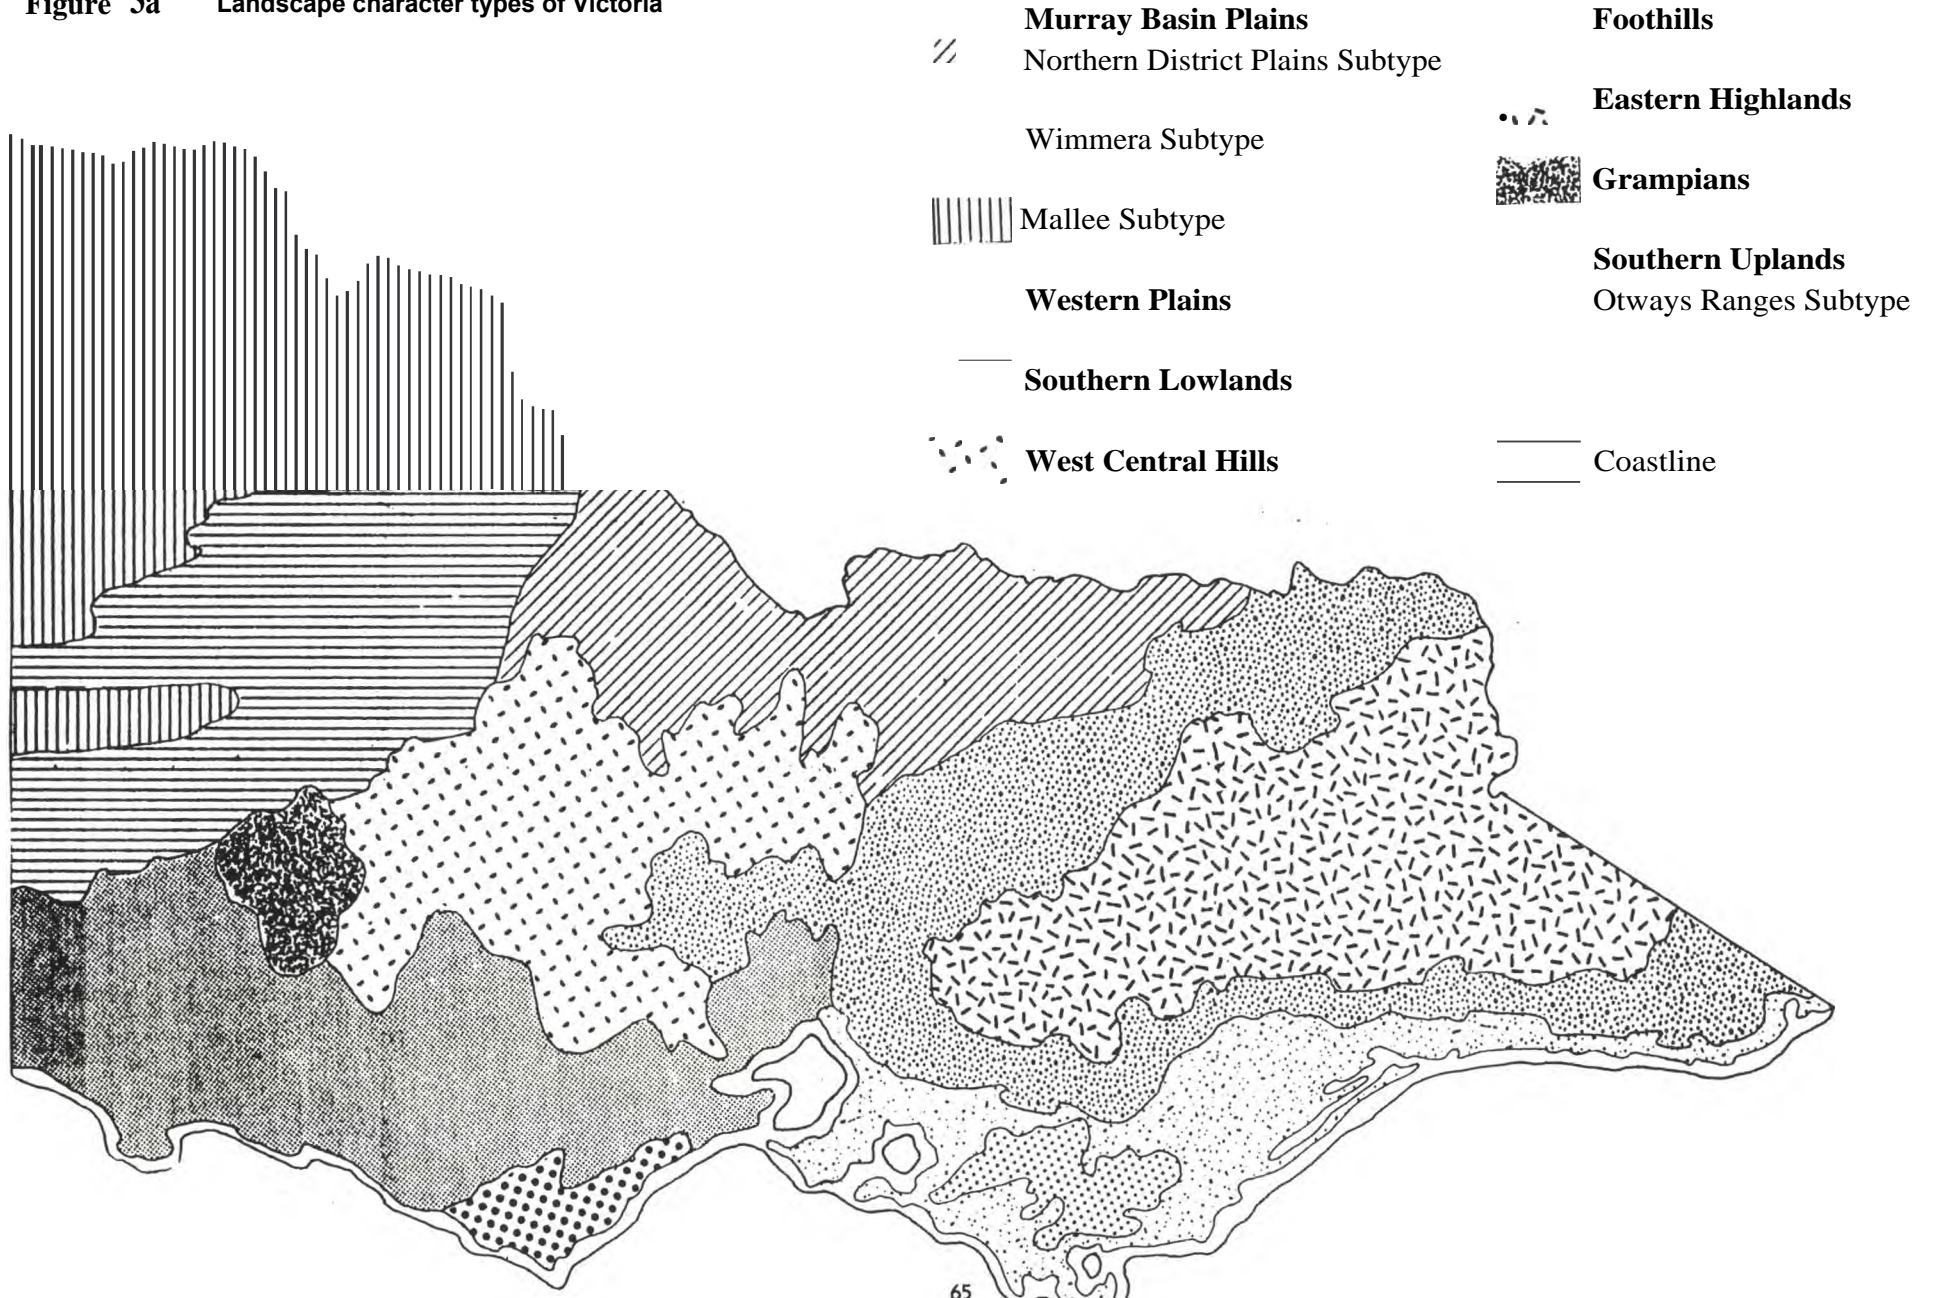 Figure 3a Landscape character types of Victoria
Murray Basin Plains
Northern District Plains Subtype
Wimmera Subtype
Mallee Subtype
Western Plains
Southern Lowlands
West Central Hills
Foothills
Eastern Highlands
Grampians
Southern Uplands
Otways Ranges Subtype
Coastline
65